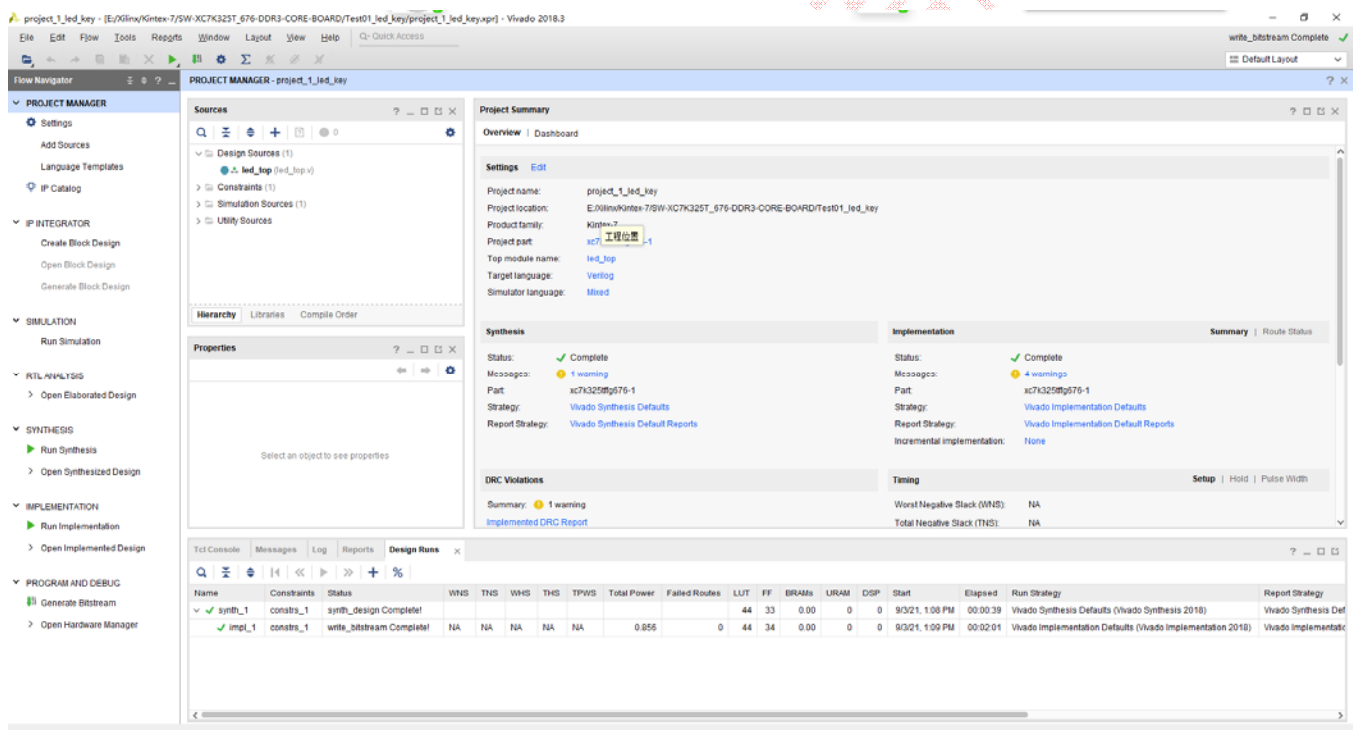 project_1_led_key - [E:/Xilinx/Kintex-7/SW-XC7K325T_676-DDR3-CORE-BOARD/Test01_led_key/project_1_led_key.xpr] - Vivado 2018.3
File Edit Flow Tools Reports Window Layout View Help Q- Quick Access write_bitstream Complete
Default Layout
Flow Navigator PROJECT MANAGER - project_1_led_key
PROJECT MANAGER
Settings
Add Sources
Language Templates
IP Catalog
IP INTEGRATOR
Create Block Design
Open Block Design
Generate Block Design
SIMULATION
Run Simulation
RTL ANALYSIS
Open Elaborated Design
SYNTHESIS
Run Synthesis
Open Synthesized Design
IMPLEMENTATION
Run Implementation
Open Implemented Design
PROGRAM AND DEBUG
Generate Bitstream
Open Hardware Manager
Sources
0
Design Sources (1)
led_top (led_top.v)
Constraints (1)
Simulation Sources (1)
Utility Sources
Hierarchy Libraries Compile Order
Properties
Select an object to see properties
Project Summary
Overview | Dashboard
Settings Edit
Project name: project_1_led_key
Project location: E:/Xilinx/Kintex-7/SW-XC7K325T_676-DDR3-CORE-BOARD/Test01_led_key
Product family: Kintex-7
工程位置
Project part: xc7 -1
Top module name: led_top
Target language: Verilog
Simulator language: Mixed
Synthesis
Status: Complete
Messages: 1 warning
Part: xc7k325tffg676-1
Strategy: Vivado Synthesis Defaults
Report Strategy: Vivado Synthesis Default Reports
Implementation Summary | Route Status
Status: Complete
Messages: 4 warnings
Part: xc7k325tffg676-1
Strategy: Vivado Implementation Defaults
Report Strategy: Vivado Implementation Default Reports
Incremental implementation: None
DRC Violations
Summary: 1 warning
Implemented DRC Report
Timing Setup | Hold | Pulse Width
Worst Negative Slack (WNS): NA
Total Negative Slack (TNS): NA
Tcl Console Messages Log Reports Design Runs
Name Constraints Status WNS TNS WHS THS TPWS Total Power Failed Routes LUT FF BRAMs URAM DSP Start Elapsed Run Strategy Report Strategy
synth_1 constrs_1 synth_design Complete! 44 33 0.00 0 0 9/3/21, 1:08 PM 00:00:39 Vivado Synthesis Defaults (Vivado Synthesis 2018) Vivado Synthesis Def
impl_1 constrs_1 write_bitstream Complete! NA NA NA NA NA 0.856 0 44 34 0.00 0 0 9/3/21, 1:09 PM 00:02:01 Vivado Implementation Defaults (Vivado Implementation 2018) Vivado Implementatic